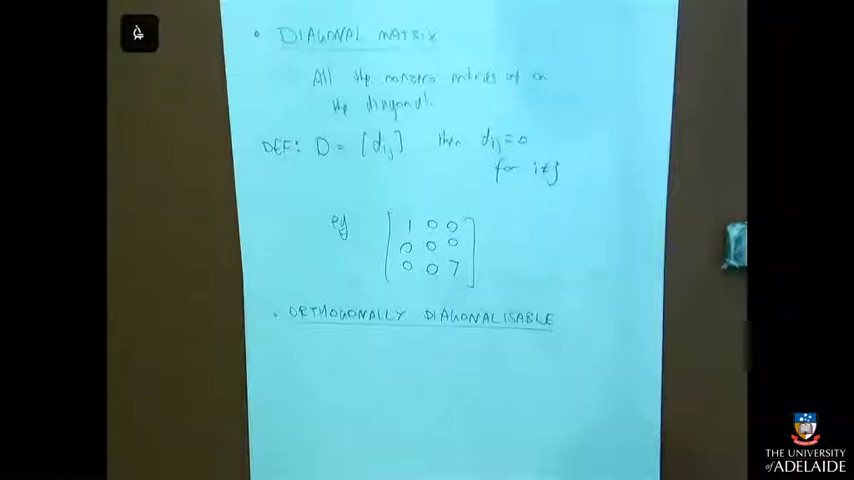 • DIAGONAL MATRIX
All the nonzero entries are on
the diagonal.
DEF: D = [dij] then dij = 0
for i≠j
eg [1 0 0
0 0 0
0 0 7]
• ORTHOGONALLY DIAGONALISABLE
THE UNIVERSITY
of ADELAIDE